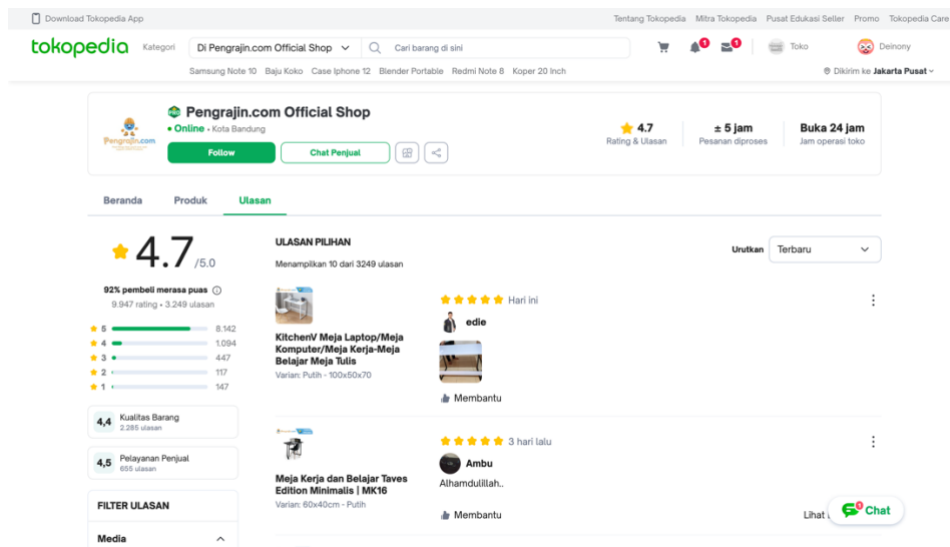 Download Tokopedia App
Tentang Tokopedia Mitra Tokopedia Pusat Edukasi Seller Promo Tokopedia Care
tokopedia Kategori Di Pengrajin.com Official Shop Cari barang di sini Toko Deinony
Samsung Note 10 Baju Koko Case Iphone 12 Blender Portable Redmi Note 8 Koper 20 Inch
Dikirim ke Jakarta Pusat
Pengrajin.com
Pengrajin.com Official Shop
• Online • Kota Bandung
Follow Chat Penjual
4.7
Rating & Ulasan
± 5 jam
Pesanan diproses
Buka 24 jam
Jam operasi toko
Beranda Produk Ulasan
4.7 /5.0
92% pembeli merasa puas
9.947 rating • 3.249 ulasan
5 8.142
4 1.094
3 447
2 117
1 147
4,4 Kualitas Barang
2.285 ulasan
4,5 Pelayanan Penjual
655 ulasan
FILTER ULASAN
Media
ULASAN PILIHAN
Menampilkan 10 dari 3249 ulasan
Urutkan Terbaru
KitchenV Meja Laptop/Meja
Komputer/Meja Kerja-Meja
Belajar Meja Tulis
Varian: Putih - 100x50x70
Hari ini
edie
Membantu
Meja Kerja dan Belajar Taves
Edition Minimalis | MK16
Varian: 60x40cm - Putih
3 hari lalu
Ambu
Alhamdulillah..
Membantu
Lihat
Chat